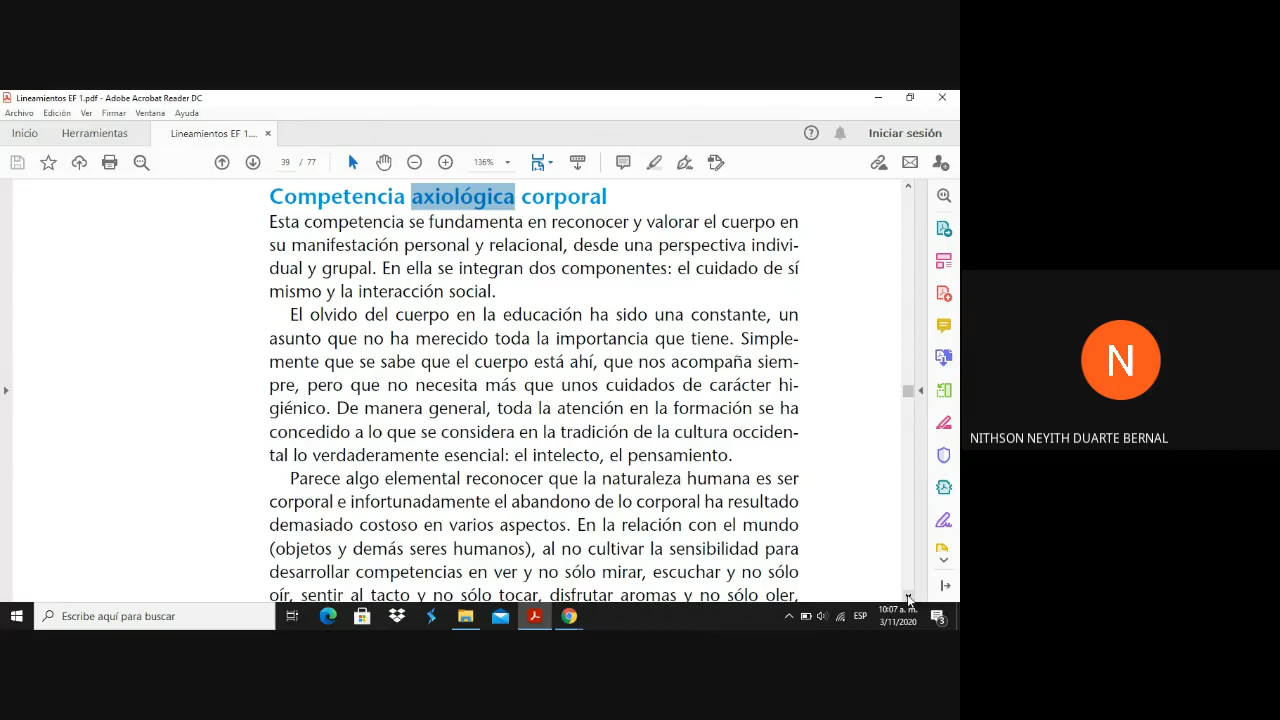 Lineamientos EF 1.pdf - Adobe Acrobat Reader DC
Archivo Edición Ver Firmar Ventana Ayuda
Inicio Herramientas Lineamientos EF 1.... × Iniciar sesión
39 / 77 136%
Competencia axiológica corporal
Esta competencia se fundamenta en reconocer y valorar el cuerpo en
su manifestación personal y relacional, desde una perspectiva indivi-
dual y grupal. En ella se integran dos componentes: el cuidado de sí
mismo y la interacción social.
El olvido del cuerpo en la educación ha sido una constante, un
asunto que no ha merecido toda la importancia que tiene. Simple-
mente que se sabe que el cuerpo está ahí, que nos acompaña siem-
pre, pero que no necesita más que unos cuidados de carácter hi-
giénico. De manera general, toda la atención en la formación se ha
concedido a lo que se considera en la tradición de la cultura occiden-
tal lo verdaderamente esencial: el intelecto, el pensamiento.
Parece algo elemental reconocer que la naturaleza humana es ser
corporal e infortunadamente el abandono de lo corporal ha resultado
demasiado costoso en varios aspectos. En la relación con el mundo
(objetos y demás seres humanos), al no cultivar la sensibilidad para
desarrollar competencias en ver y no sólo mirar, escuchar y no sólo
oír, sentir al tacto y no sólo tocar, disfrutar aromas y no sólo oler,
Escribe aquí para buscar
ESP
10:07 a. m.
3/11/2020
3
N
NITHSON NEYITH DUARTE BERNAL